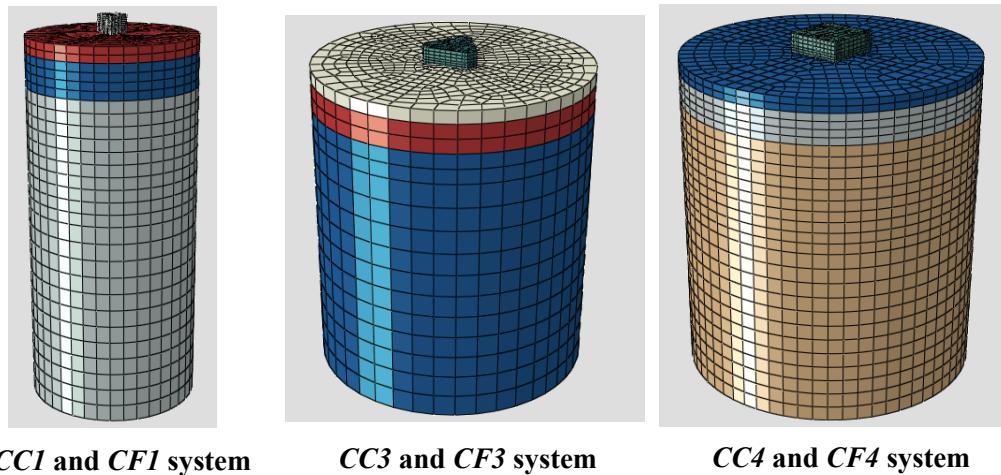 CC1 and CF1 system
CC3 and CF3 system
CC4 and CF4 system